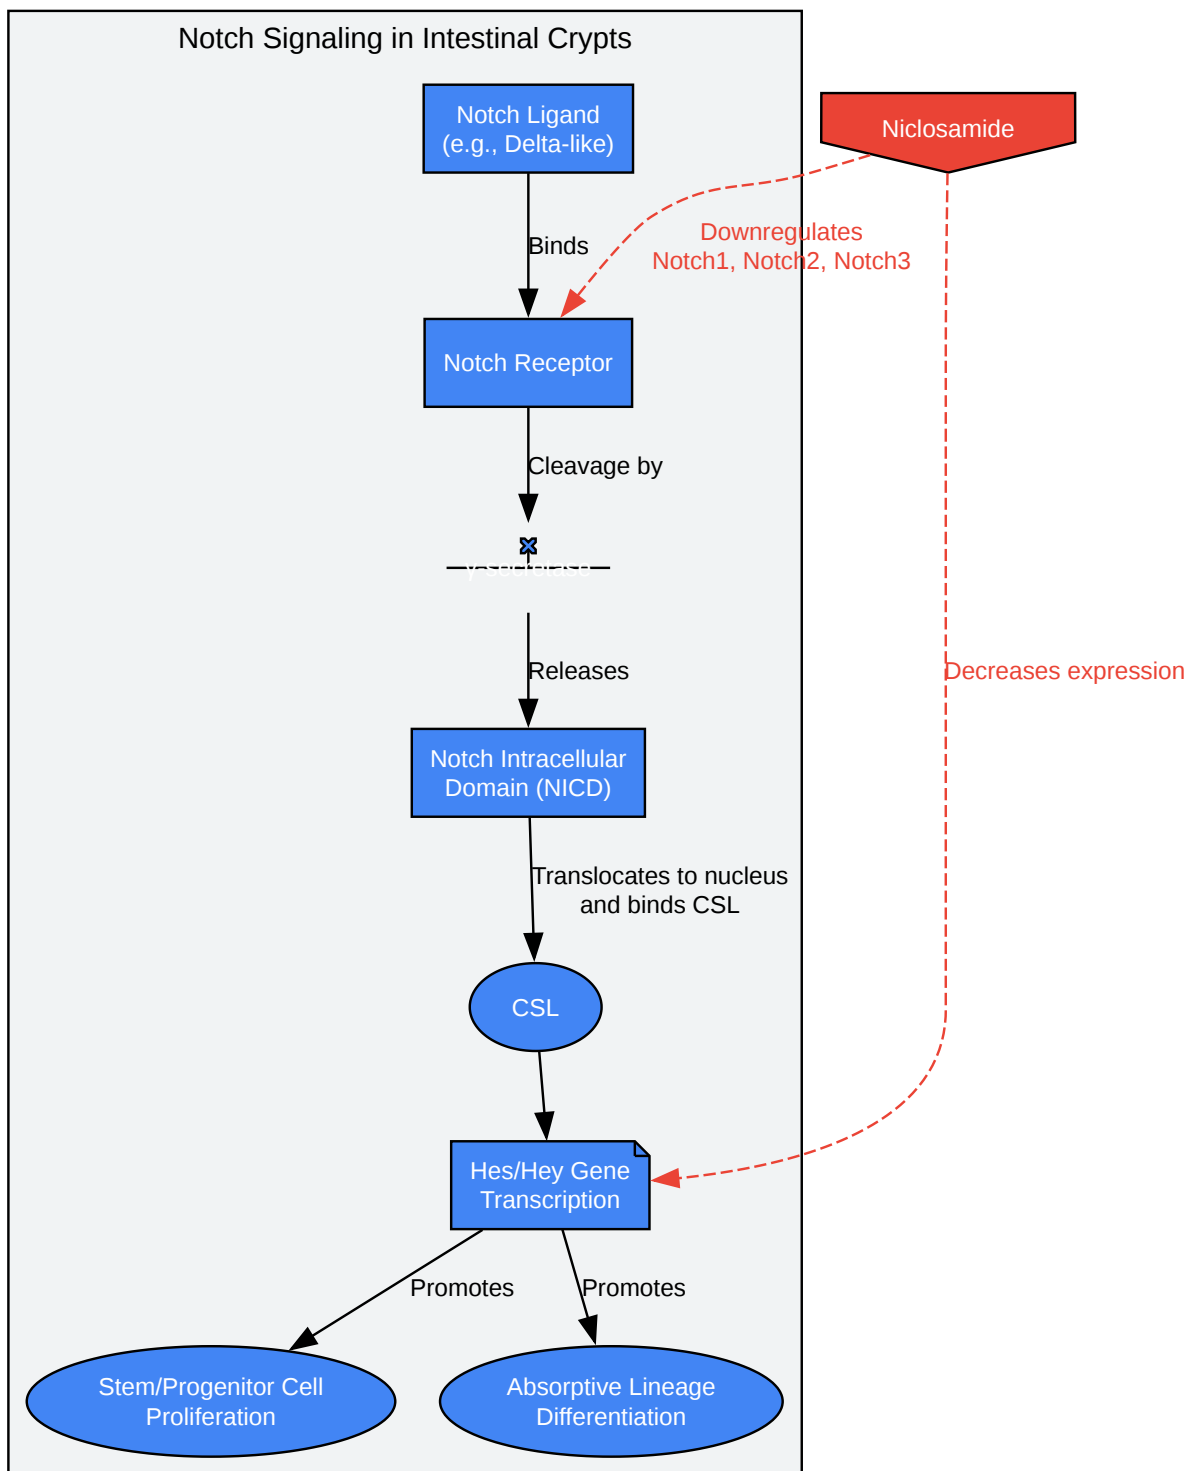 Notch Signaling in Intestinal Crypts
Notch Ligand
(e.g., Delta-like)
Niclosamide
Binds
Downregulates
Notch1, Notch2, Notch3
Notch Receptor
Cleavage by
γ-secretase
Releases
Decreases expression
Notch Intracellular
Domain (NICD)
Translocates to nucleus
and binds CSL
CSL
Hes/Hey Gene
Transcription
Promotes
Promotes
Stem/Progenitor Cell
Proliferation
Absorptive Lineage
Differentiation